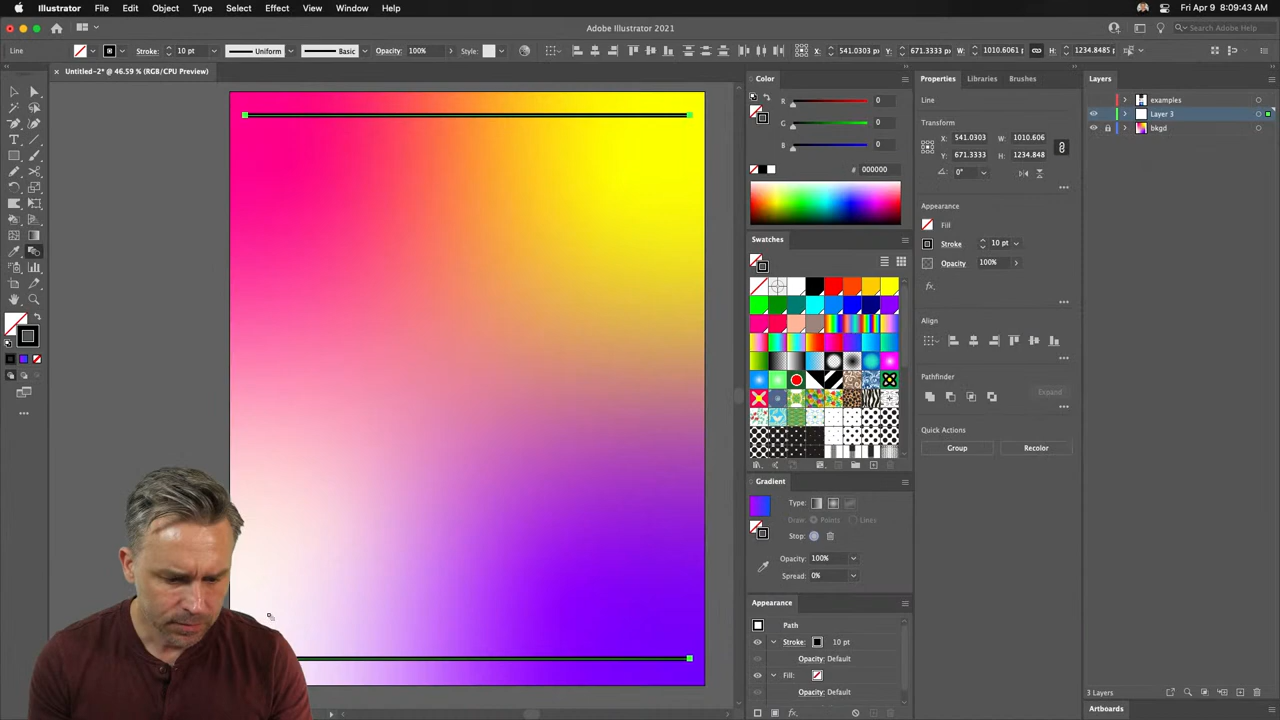 Illustrator File Edit Object Type Select Effect View Window Help Fri Apr 9 8:09:43 AM
Adobe Illustrator 2021 Search Adobe Stock
Line Stroke: 10 pt Uniform Basic Opacity: 100% Style: X: 541.0303 px Y: 671.3333 px W: 1010.6061 H: 1234.8485
× Untitled-2* @ 46.59 % (RGB/CPU Preview)
Color
R 0
G 0
B 0
# 000000
Swatches
Gradient
Type:
Draw: Points Lines
Stop:
Opacity: 100%
Spread: 0%
Appearance
Path
Stroke: 10 pt
Opacity: Default
Fill:
Opacity: Default
fx
Properties Libraries Brushes
Line
Transform
X: 541.0303 W: 1010.606
Y: 671.3333 H: 1234.848
0°
Appearance
Fill
Stroke 10 pt
Opacity 100%
fx
Align
Pathfinder
Expand
Quick Actions
Group Recolor
Layers
examples
Layer 3
bkgd
3 Layers
Artboards